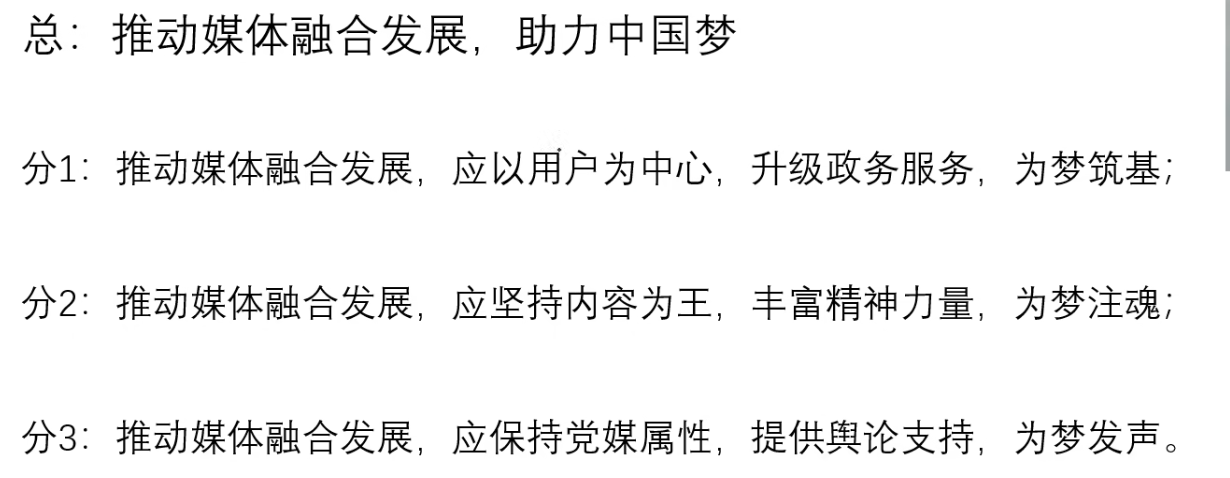 总：推动媒体融合发展，助力中国梦
分1：推动媒体融合发展，应以用户为中心，升级政务服务，为梦筑基；
分2：推动媒体融合发展，应坚持内容为王，丰富精神力量，为梦注魂；
分3：推动媒体融合发展，应保持党媒属性，提供舆论支持，为梦发声。